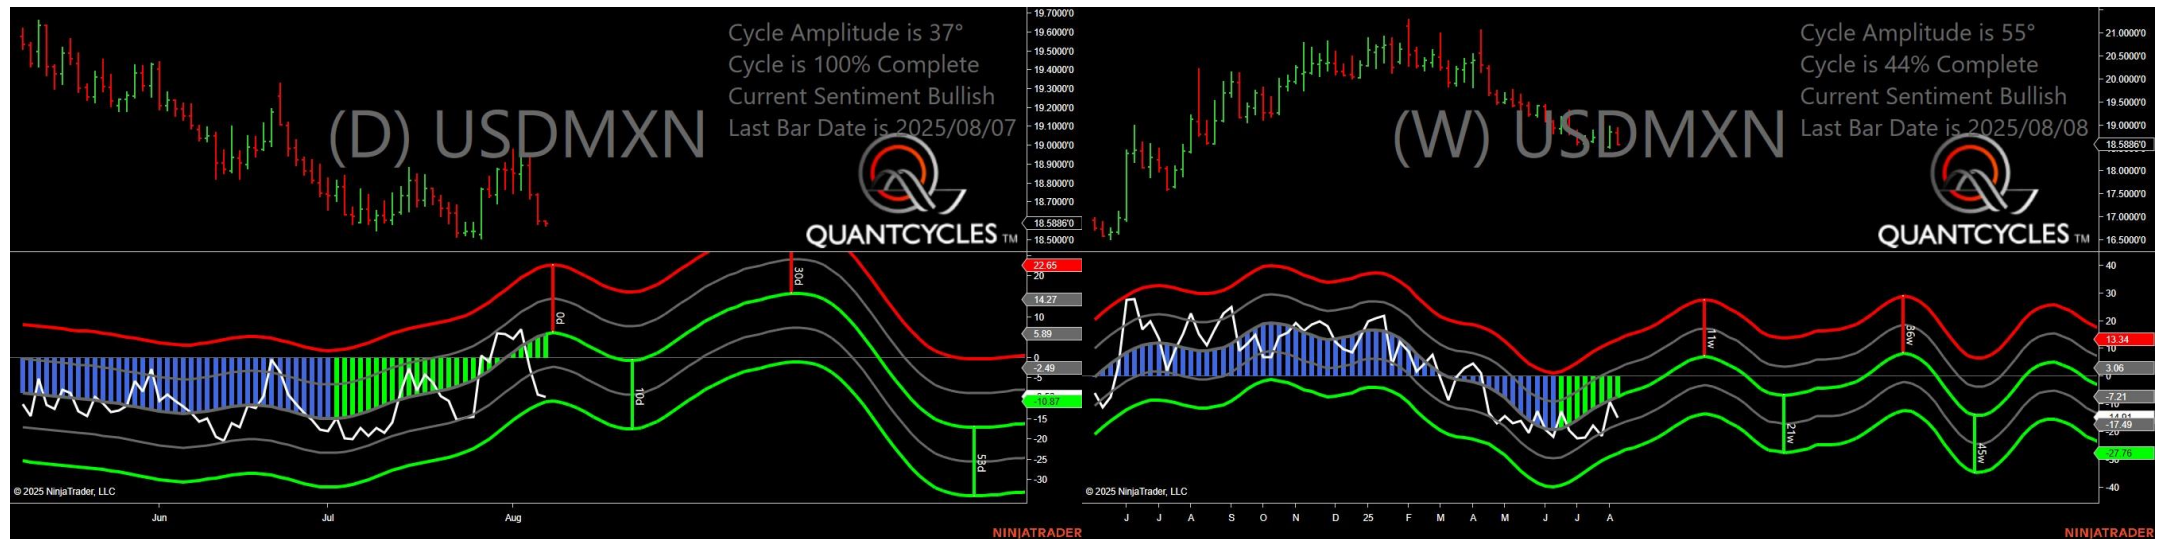 19.7000'0
19.6000'0
19.5000'0
19.4000'0
19.3000'0
19.2000'0
19.1000'0
19.0000'0
18.9000'0
18.8000'0
18.7000'0
18.5886'0
18.5000'0
Cycle Amplitude is 37°
Cycle is 100% Complete
Current Sentiment Bullish
Last Bar Date is 2025/08/07
(D) USDMXN
QUANTCYCLES TM
22.65
20
14.27
10
5.89
0
-2.49
-5
-10.87
-15
-20
-25
-30
0d
10d
30d
53d
© 2025 NinjaTrader, LLC
Jun
Jul
Aug
NINJATRADER
21.0000'0
20.5000'0
20.0000'0
19.5000'0
19.0000'0
18.5886'0
18.0000'0
17.5000'0
17.0000'0
16.5000'0
Cycle Amplitude is 55°
Cycle is 44% Complete
Current Sentiment Bullish
Last Bar Date is 2025/08/08
(W) USDMXN
QUANTCYCLES TM
40
30
20
13.34
10
3.06
0
-7.21
-17.49
-27.76
-40
11w
21w
36w
45w
© 2025 NinjaTrader, LLC
J J A S O N D 25 F M A M J J A
NINJATRADER